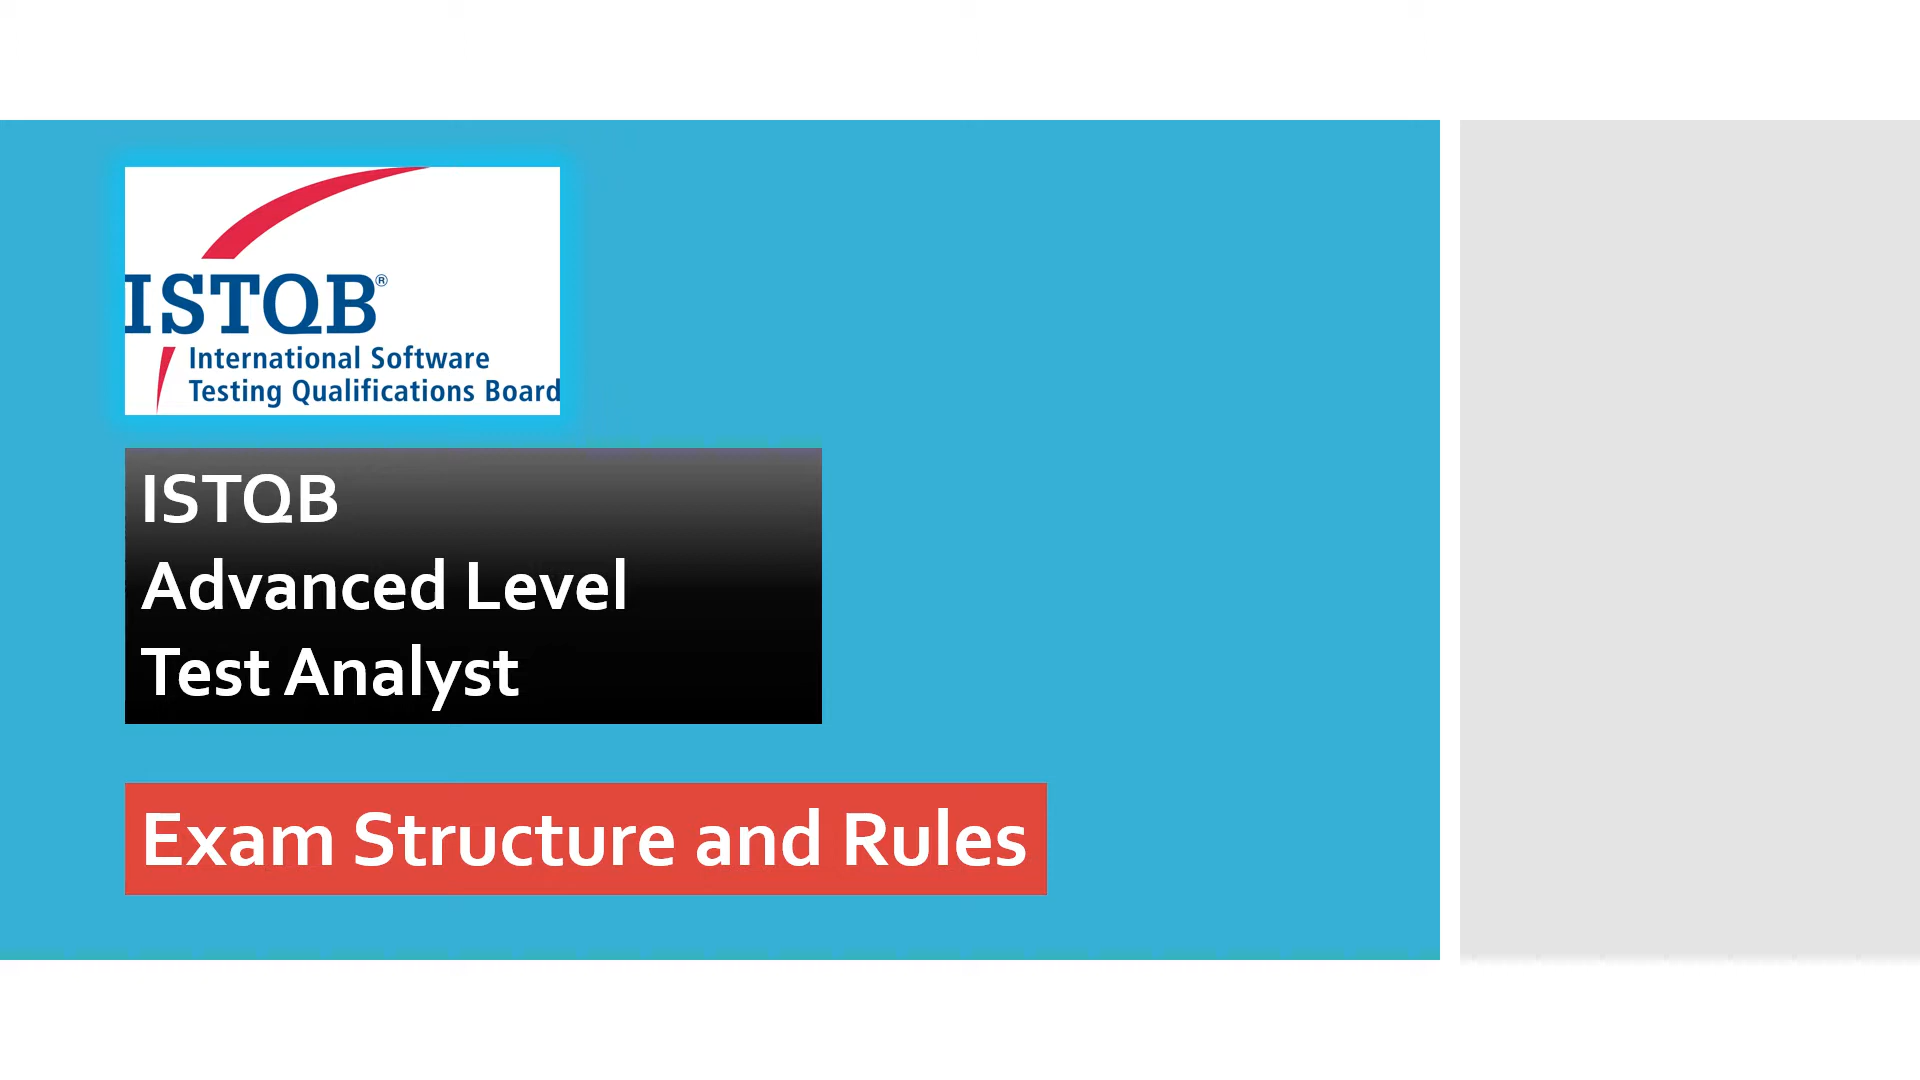 ISTQB®
International Software
Testing Qualifications Board
ISTQB
Advanced Level
Test Analyst
Exam Structure and Rules